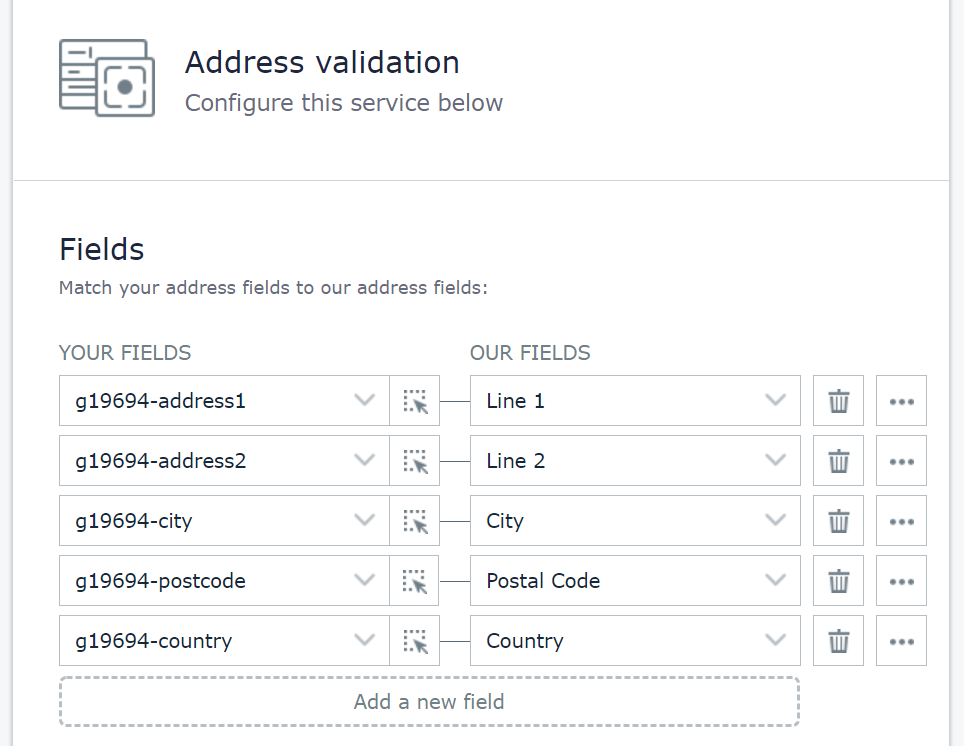 Address validation
Configure this service below
Fields
Match your address fields to our address fields:
YOUR FIELDS OUR FIELDS
g19694-address1 Line 1
g19694-address2 Line 2
g19694-city City
g19694-postcode Postal Code
g19694-country Country
Add a new field